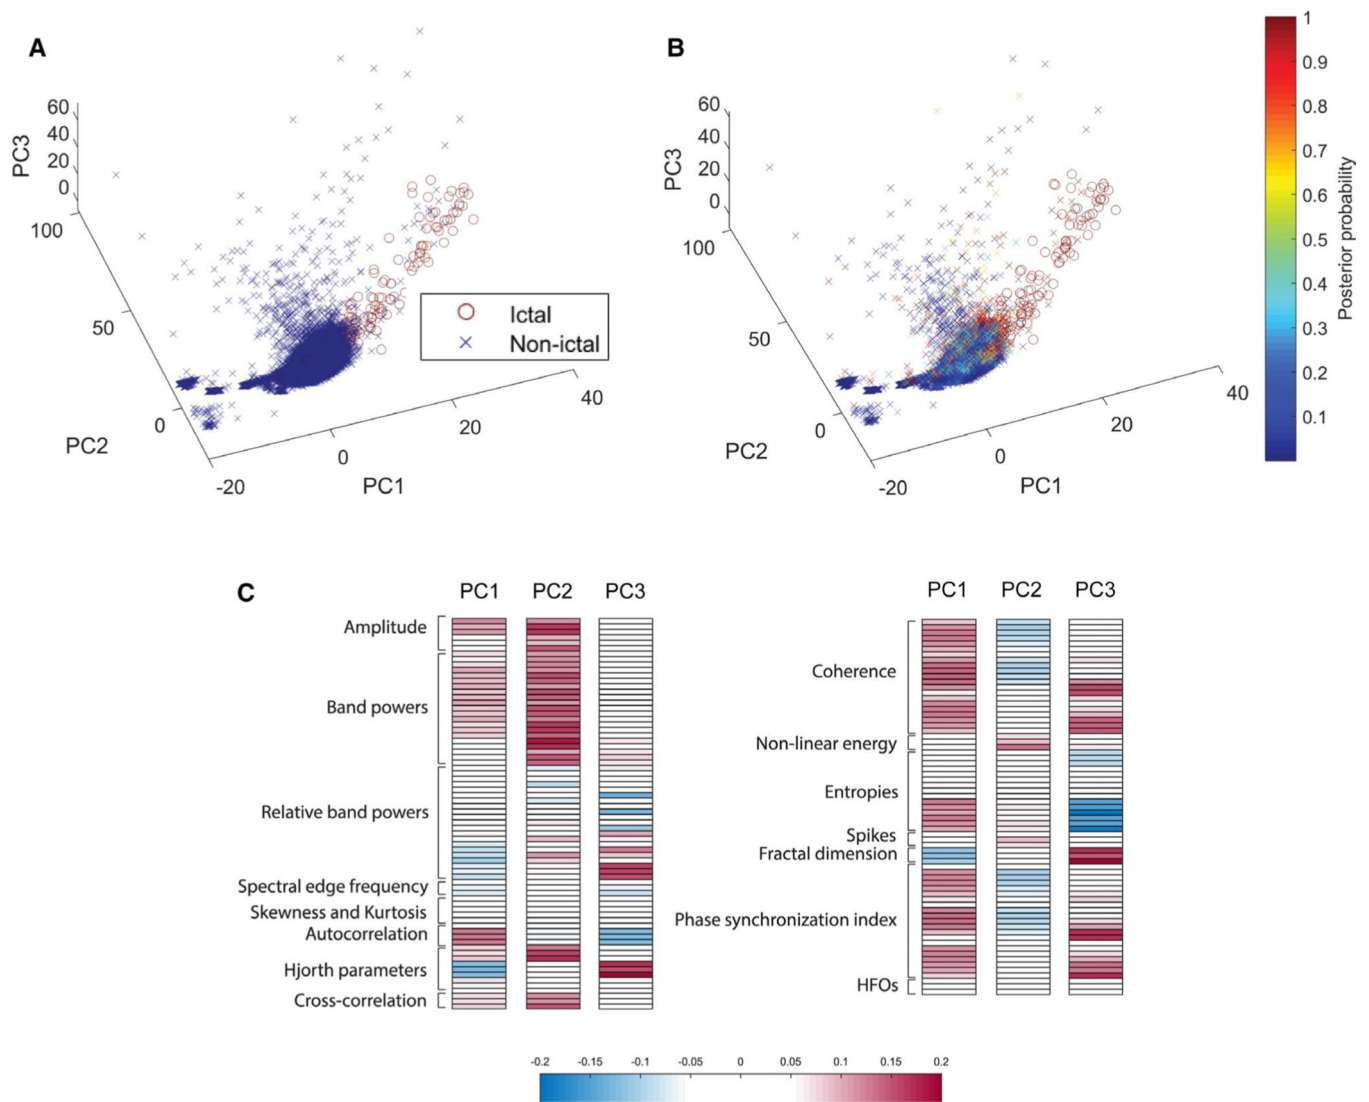 A
60
40
20
0
PC3
100
50
0
PC2
-20
0
20
40
PC1
Ictal
Non-ictal
B
60
40
20
0
PC3
100
50
0
PC2
-20
0
20
40
PC1
1
0.9
0.8
0.7
0.6
0.5
0.4
0.3
0.2
0.1
Posterior probability
C
PC1 PC2 PC3
Amplitude
Band powers
Relative band powers
Spectral edge frequency
Skewness and Kurtosis
Autocorrelation
Hjorth parameters
Cross-correlation
PC1 PC2 PC3
Coherence
Non-linear energy
Entropies
Spikes
Fractal dimension
Phase synchronization index
HFOs
-0.2 -0.15 -0.1 -0.05 0 0.05 0.1 0.15 0.2